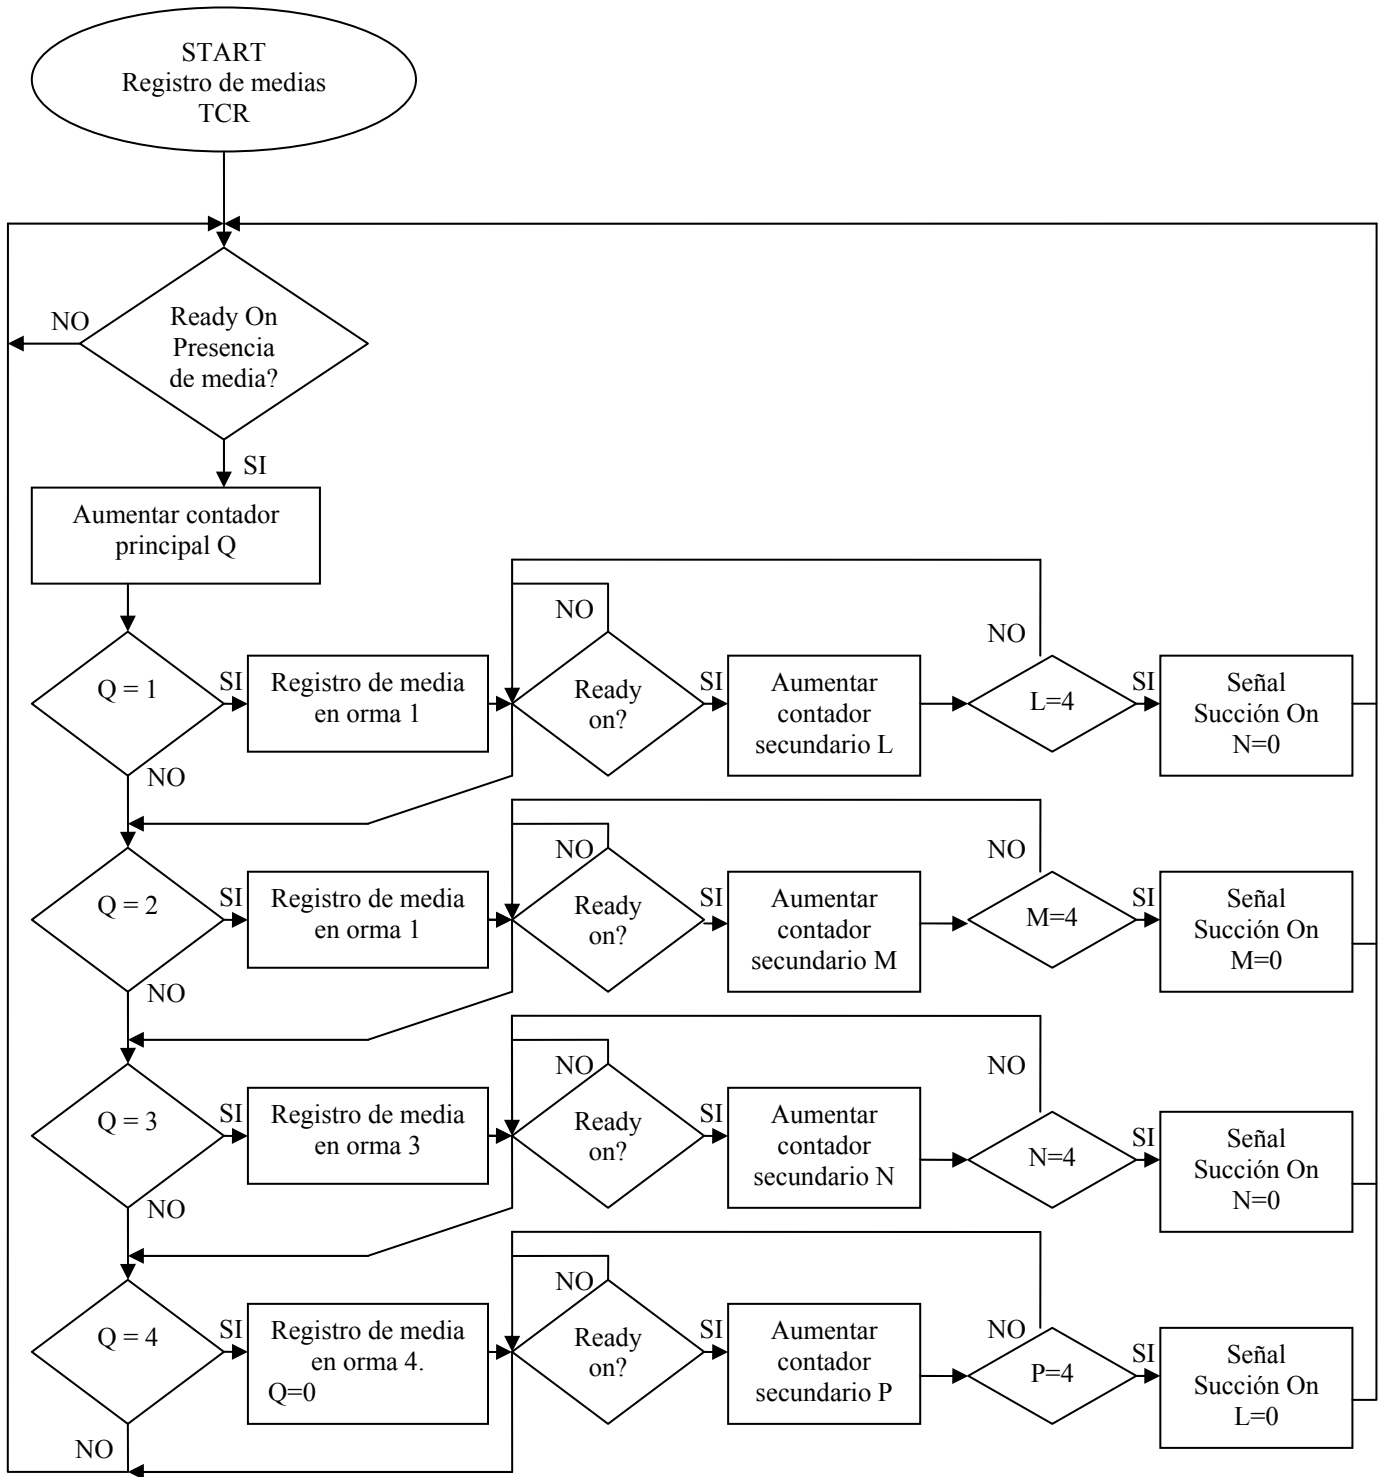 START
Registro de medias
TCR
NO
Ready On
Presencia
de media?
SI
Aumentar contador
principal Q
Q = 1
SI
Registro de media
en orma 1
NO
Ready
on?
SI
Aumentar
contador
secundario L
NO
L=4
SI
Señal
Succión On
N=0
NO
Q = 2
SI
Registro de media
en orma 1
NO
Ready
on?
SI
Aumentar
contador
secundario M
NO
M=4
SI
Señal
Succión On
M=0
NO
Q = 3
SI
Registro de media
en orma 3
NO
Ready
on?
SI
Aumentar
contador
secundario N
NO
N=4
SI
Señal
Succión On
N=0
NO
Q = 4
SI
Registro de media
en orma 4.
Q=0
NO
Ready
on?
SI
Aumentar
contador
secundario P
NO
P=4
SI
Señal
Succión On
L=0
NO